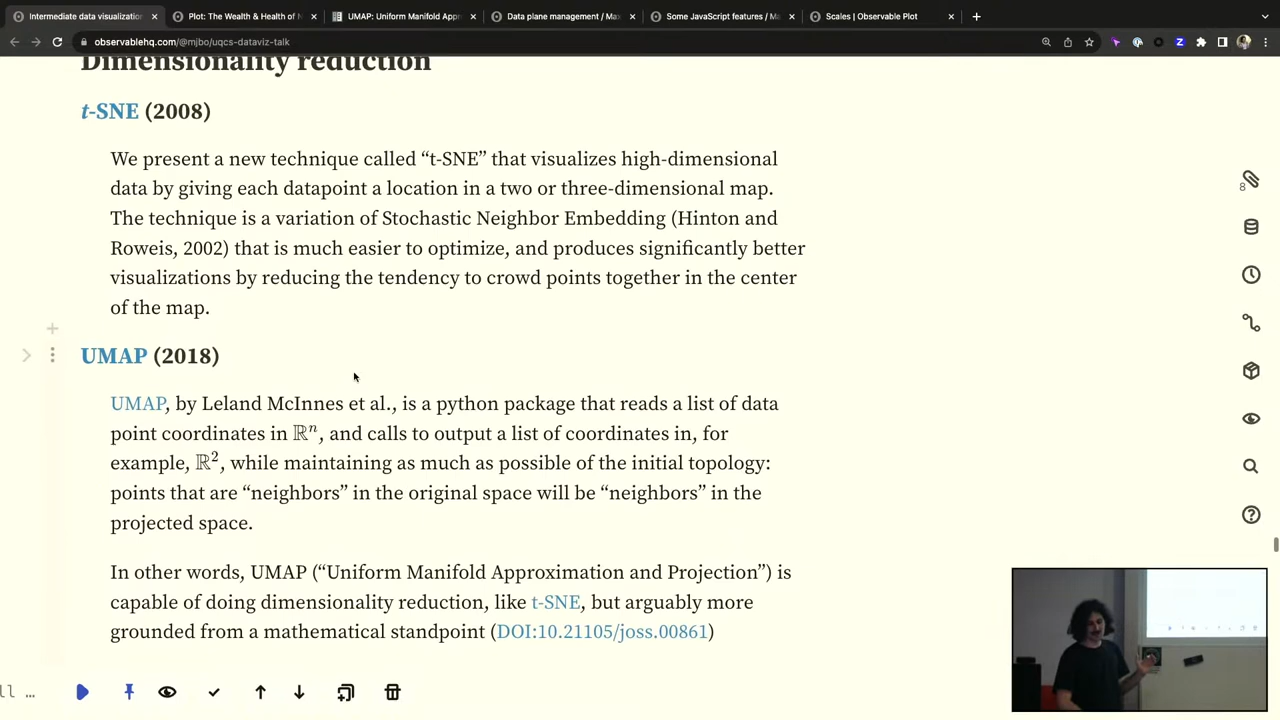 Intermediate data visualization
Plot: The Wealth & Health of N
UMAP: Uniform Manifold Appr
Data plane management / Ma
Some JavaScript features / M
Scales | Observable Plot
observablehq.com/@mjbo/uqcs-dataviz-talk
Dimensionality reduction
t-SNE (2008)
We present a new technique called “t-SNE” that visualizes high-dimensional
data by giving each datapoint a location in a two or three-dimensional map.
The technique is a variation of Stochastic Neighbor Embedding (Hinton and
Roweis, 2002) that is much easier to optimize, and produces significantly better
visualizations by reducing the tendency to crowd points together in the center
of the map.
UMAP (2018)
UMAP, by Leland McInnes et al., is a python package that reads a list of data
point coordinates in ℝⁿ, and calls to output a list of coordinates in, for
example, ℝ², while maintaining as much as possible of the initial topology:
points that are “neighbors” in the original space will be “neighbors” in the
projected space.
In other words, UMAP (“Uniform Manifold Approximation and Projection”) is
capable of doing dimensionality reduction, like t-SNE, but arguably more
grounded from a mathematical standpoint (DOI:10.21105/joss.00861)
8
ll …